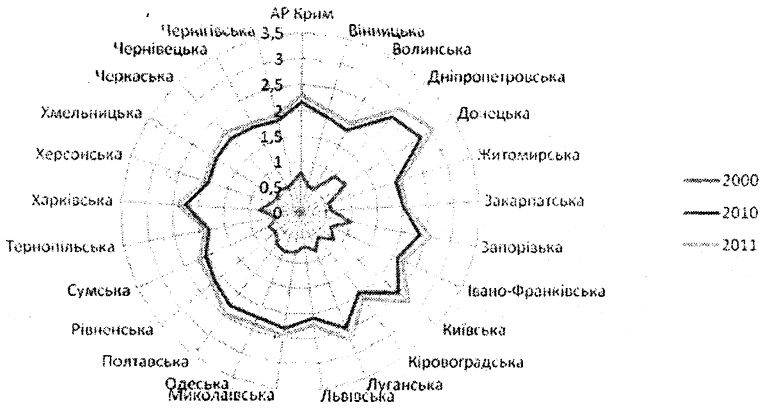 АР Крим
Вінницька
Волинська
Дніпропетровська
Донецька
Житомирська
Закарпатська
Запорізька
Івано-Франківська
Київська
Кіровоградська
Луганська
Львівська
Миколаївська
Одеська
Полтавська
Рівненська
Сумська
Тернопільська
Харківська
Херсонська
Хмельницька
Черкаська
Чернівецька
Чернігівська
3,5
3
2,5
2
1,5
1
0,5
0
2000
2010
2011